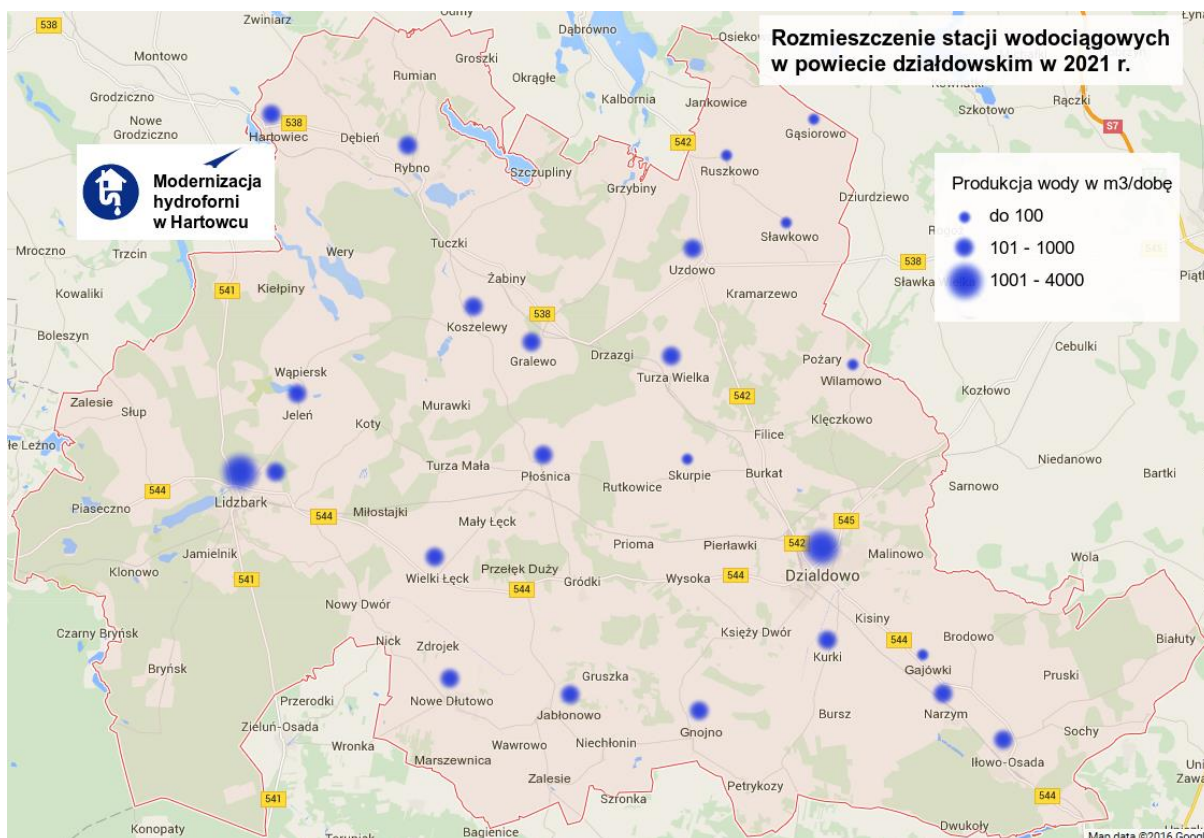 Rozmieszczenie stacji wodociągowych
w powiecie działdowskim w 2021 r.
Modernizacja
hydroforni
w Hartowcu
Produkcja wody w m3/dobę
do 100
101 - 1000
1001 - 4000
538
Zwiniarz
Groszki
Dąbrówno
Montowo
Rumian
Okrągłe
Grodziczno
Kalbornia
Jankowice
Szkotowo
Rączki
Nowe
Grodziczno
Hartowiec
538
Dębień
S7
Gąsiorowo
542
Rybno
Szczupliny
Ruszkowo
Grzybiny
Dziurdziewo
Mroczno
Trzcin
Wery
Tuczki
Sławkowo
538
Uzdowo
Kowaliki
541
Kiełpiny
Żabiny
Kramarzewo
Boleszyn
Koszelewy
538
Gralewo
Drzazgi
Turza Wielka
Pożary
Wilamowo
Cebulki
Wąpiersk
Jeleń
Zalesie
Słup
Murawki
Koty
542
Klęczkowo
Kozłowo
Filice
Turza Mała
Płośnica
Skurpie
Burkat
Niedanowo
Bartki
Rutkowice
Sarnowo
544
Piaseczno
Lidzbark
544
Miłostajki
Mały Łęck
545
Jamielnik
Prioma
Pierławki
542
Malinowo
Wola
Klonowo
541
Wielki Łęck
Przełęk Duży
544
Gródki
Wysoka
544
Dzialdowo
Nowy Dwór
Czarny Bryńsk
Nick
Zdrojek
Księży Dwór
Kisiny
544
Brodowo
Białuty
Bryńsk
Kurki
Gajówki
Pruski
Przerodki
Nowe Dłutowo
Gruszka
Jabłonowo
Narzym
Zieluń-Osada
Gnojno
Bursz
Sochy
Wronka
Wawrowo
Niechłonin
Iłowo-Osada
Marszewnica
Zalesie
Petrykozy
541
Szronka
544
Konopaty
Bagienice
Dwukoły
Map data ©2016 Goog